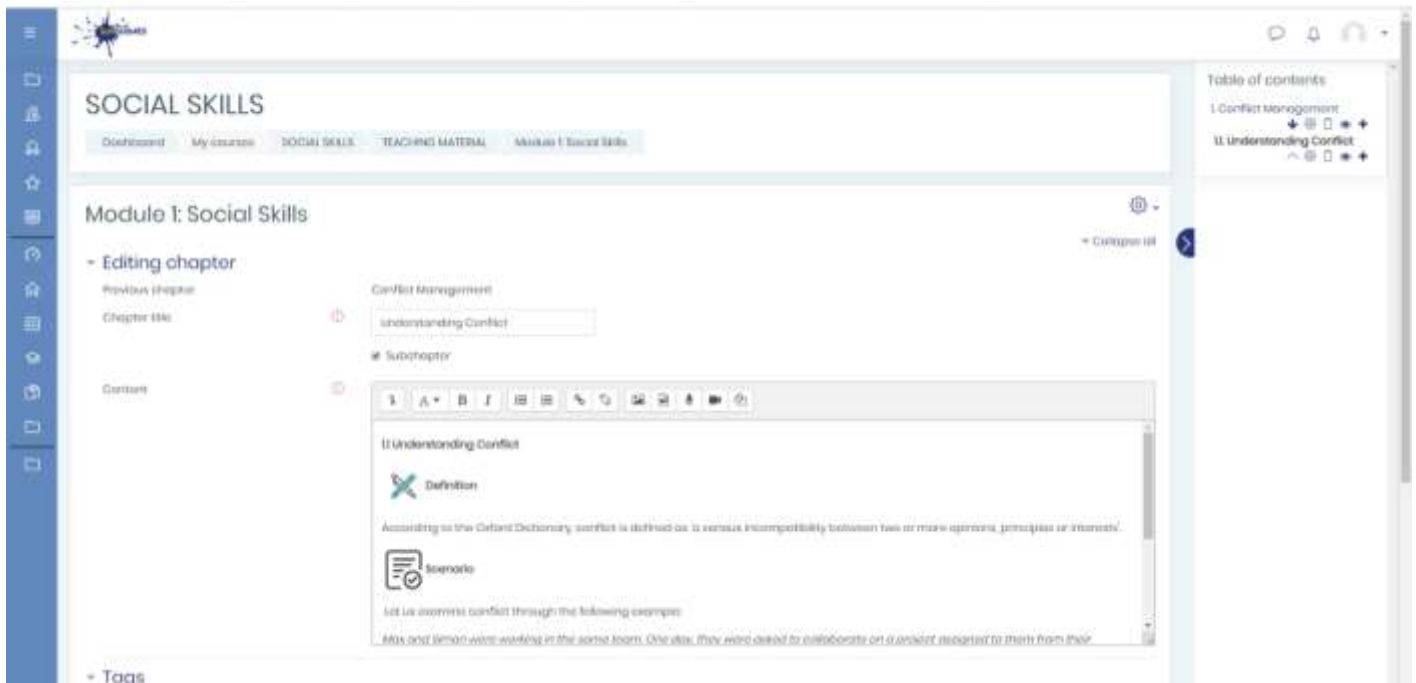 SOCIAL SKILLS
Dashboard My courses SOCIAL SKILLS TEACHING MATERIAL Module 1: Social Skills
Module 1: Social Skills
Collapse all
Editing chapter
Previous chapter Conflict Management
Chapter title Understanding Conflict
Subchapter
Content
A B I
1.1 Understanding Conflict
Definition
According to the Oxford Dictionary, conflict is defined as 'a serious incompatibility between two or more opinions, principles or interests'.
Scenario
Let us examine conflict through the following example:
Max and Simon were working in the same team. One day, they were asked to collaborate on a project assigned to them from their
Tags
Table of contents
1. Conflict Management
1.1. Understanding Conflict